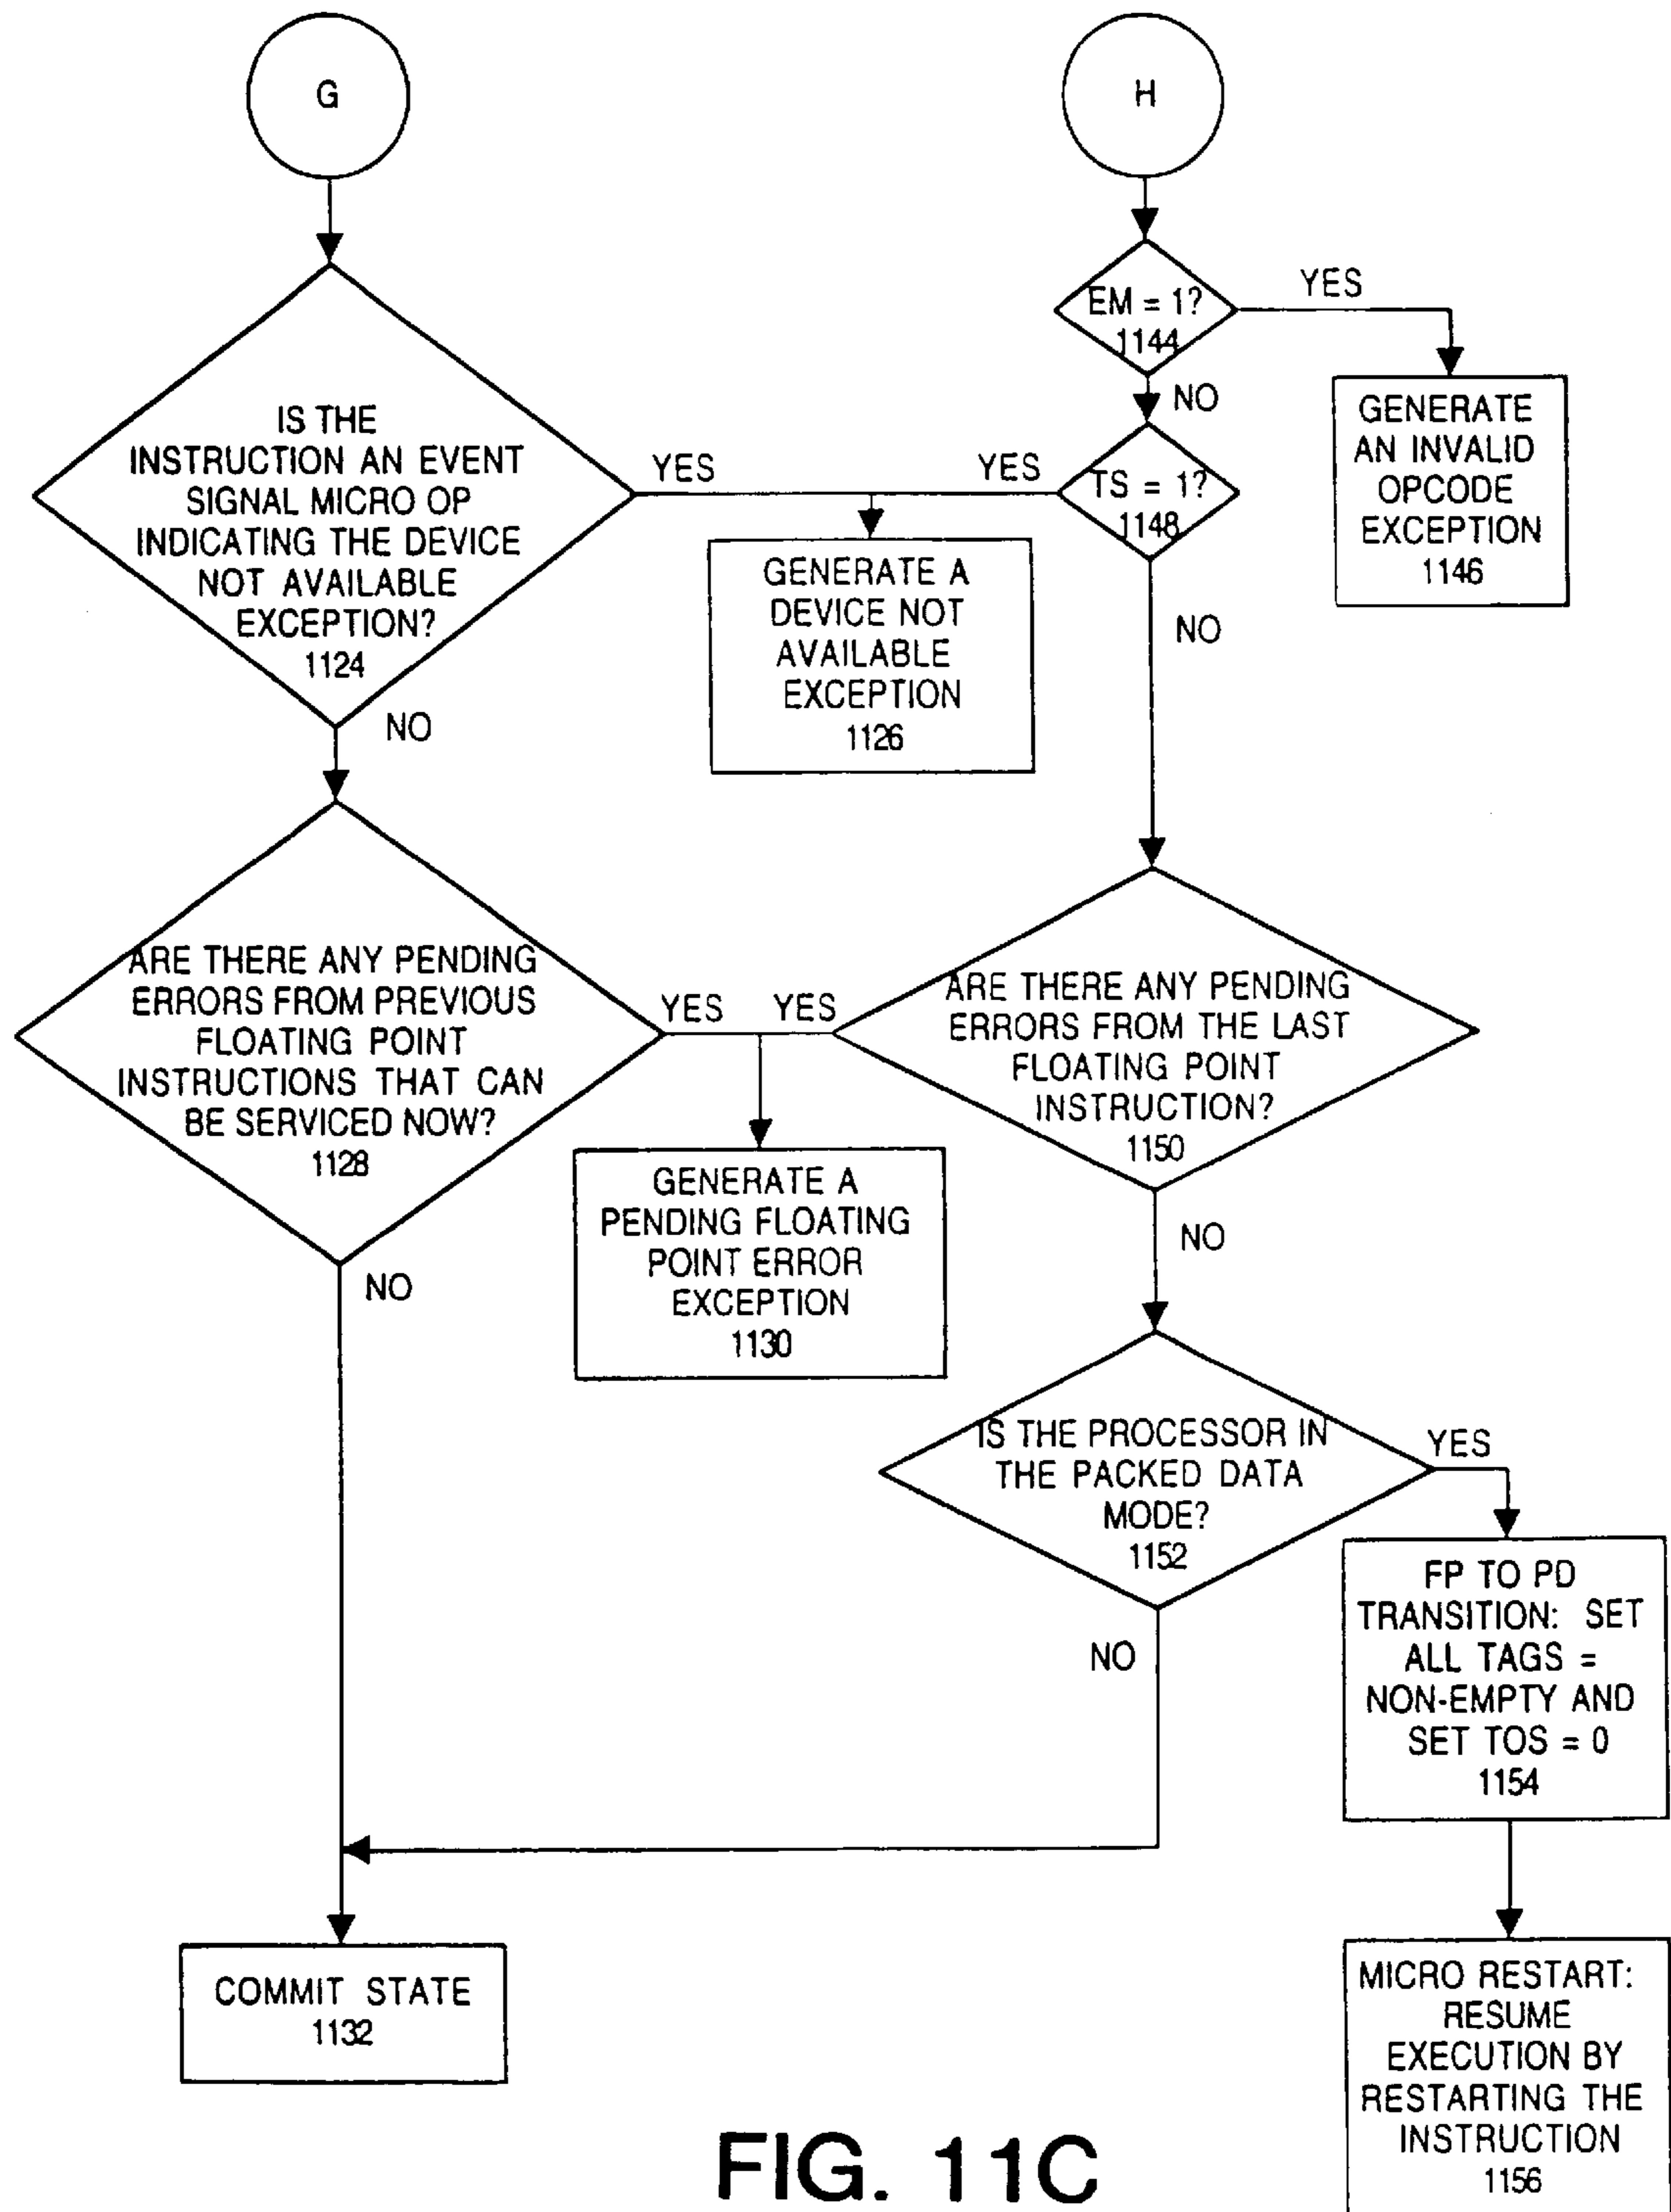 G
H
EM = 1?
1144
YES
NO
GENERATE
AN INVALID
OPCODE
EXCEPTION
1146
IS THE
INSTRUCTION AN EVENT
SIGNAL MICRO OP
INDICATING THE DEVICE
NOT AVAILABLE
EXCEPTION?
1124
YES
YES
TS = 1?
1148
GENERATE A
DEVICE NOT
AVAILABLE
EXCEPTION
1126
NO
NO
ARE THERE ANY PENDING
ERRORS FROM PREVIOUS
FLOATING POINT
INSTRUCTIONS THAT CAN
BE SERVICED NOW?
1128
YES
YES
ARE THERE ANY PENDING
ERRORS FROM THE LAST
FLOATING POINT
INSTRUCTION?
1150
GENERATE A
PENDING FLOATING
POINT ERROR
EXCEPTION
1130
NO
NO
IS THE PROCESSOR IN
THE PACKED DATA
MODE?
1152
YES
NO
FP TO PD
TRANSITION: SET
ALL TAGS =
NON-EMPTY AND
SET TOS = 0
1154
COMMIT STATE
1132
MICRO RESTART:
RESUME
EXECUTION BY
RESTARTING THE
INSTRUCTION
1156
FIG. 11C